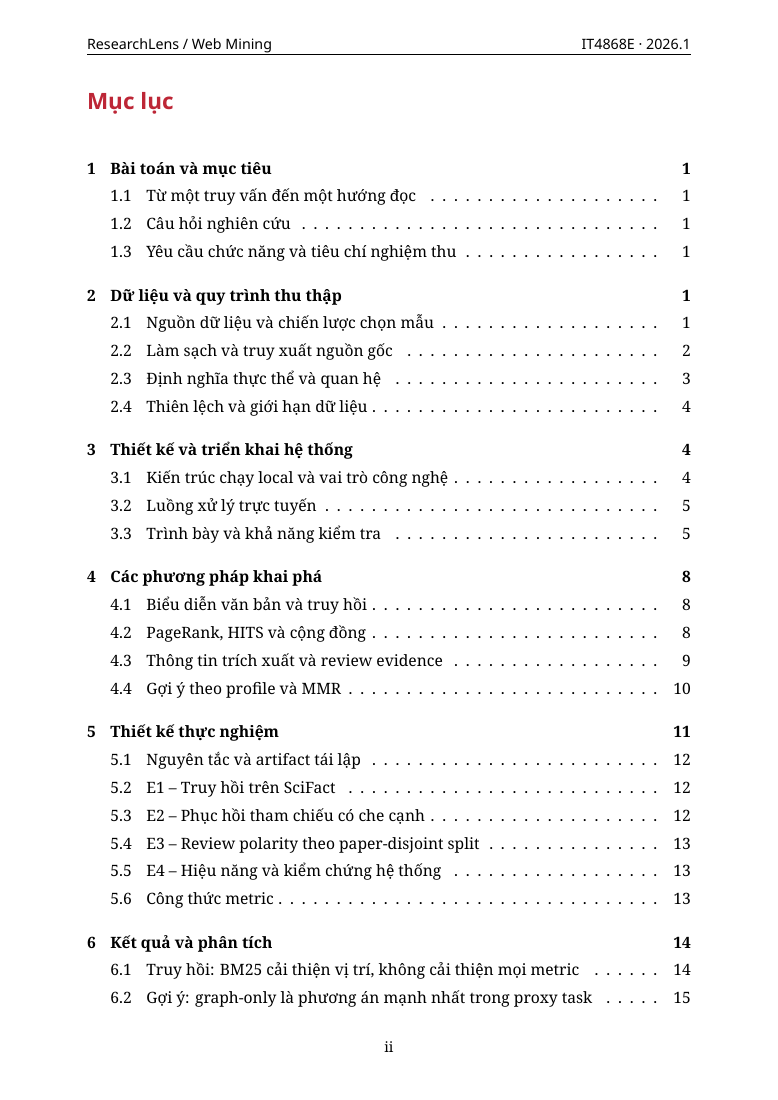 ResearchLens / Web Mining IT4868E · 2026.1
Mục lục
1 Bài toán và mục tiêu 1
1.1 Từ một truy vấn đến một hướng đọc . . . . . . . . . . . . . . . . . . . . 1
1.2 Câu hỏi nghiên cứu . . . . . . . . . . . . . . . . . . . . . . . . . . . . . . . 1
1.3 Yêu cầu chức năng và tiêu chí nghiệm thu . . . . . . . . . . . . . . . . . 1
2 Dữ liệu và quy trình thu thập 1
2.1 Nguồn dữ liệu và chiến lược chọn mẫu . . . . . . . . . . . . . . . . . . . 1
2.2 Làm sạch và truy xuất nguồn gốc . . . . . . . . . . . . . . . . . . . . . . 2
2.3 Định nghĩa thực thể và quan hệ . . . . . . . . . . . . . . . . . . . . . . . 3
2.4 Thiên lệch và giới hạn dữ liệu . . . . . . . . . . . . . . . . . . . . . . . . . 4
3 Thiết kế và triển khai hệ thống 4
3.1 Kiến trúc chạy local và vai trò công nghệ . . . . . . . . . . . . . . . . . . 4
3.2 Luồng xử lý trực tuyến . . . . . . . . . . . . . . . . . . . . . . . . . . . . . 5
3.3 Trình bày và khả năng kiểm tra . . . . . . . . . . . . . . . . . . . . . . . 5
4 Các phương pháp khai phá 8
4.1 Biểu diễn văn bản và truy hồi . . . . . . . . . . . . . . . . . . . . . . . . . 8
4.2 PageRank, HITS và cộng đồng . . . . . . . . . . . . . . . . . . . . . . . . . 8
4.3 Thông tin trích xuất và review evidence . . . . . . . . . . . . . . . . . . 9
4.4 Gợi ý theo profile và MMR . . . . . . . . . . . . . . . . . . . . . . . . . . . 10
5 Thiết kế thực nghiệm 11
5.1 Nguyên tắc và artifact tái lập . . . . . . . . . . . . . . . . . . . . . . . . . 12
5.2 E1 – Truy hồi trên SciFact . . . . . . . . . . . . . . . . . . . . . . . . . . . 12
5.3 E2 – Phục hồi tham chiếu có che cạnh . . . . . . . . . . . . . . . . . . . . 12
5.4 E3 – Review polarity theo paper-disjoint split . . . . . . . . . . . . . . . 13
5.5 E4 – Hiệu năng và kiểm chứng hệ thống . . . . . . . . . . . . . . . . . . 13
5.6 Công thức metric . . . . . . . . . . . . . . . . . . . . . . . . . . . . . . . . . 13
6 Kết quả và phân tích 14
6.1 Truy hồi: BM25 cải thiện vị trí, không cải thiện mọi metric . . . . . . 14
6.2 Gợi ý: graph-only là phương án mạnh nhất trong proxy task . . . . . 15
ii